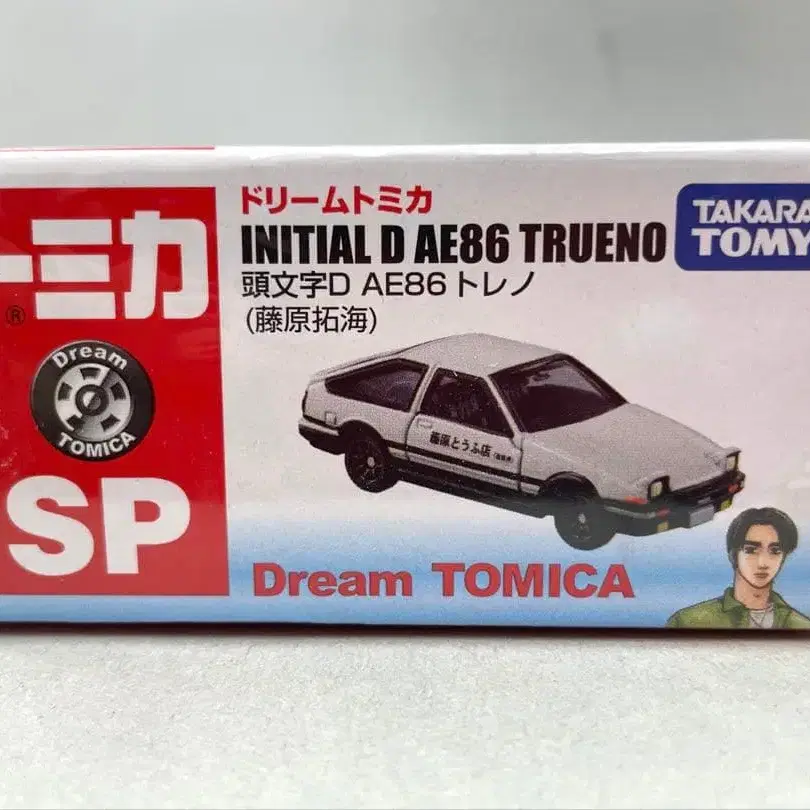 ーミカ
®
Dream
TOMICA
SP
ドリームトミカ
INITIAL D AE86 TRUENO
頭文字D AE86 トレノ
(藤原拓海)
TAKARA
TOMY
藤原とうふ店
Dream TOMICA